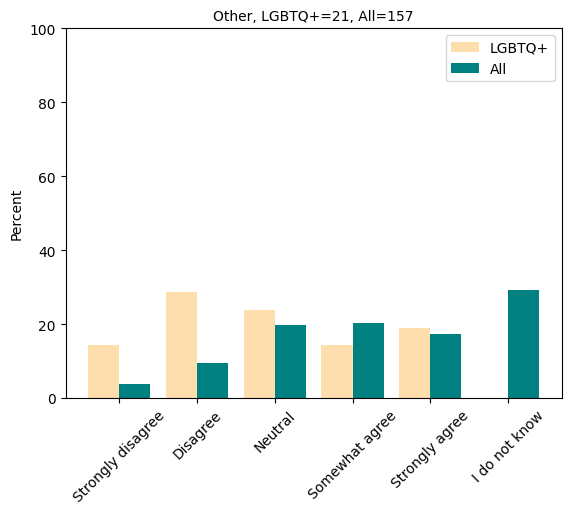 Other, LGBTQ+=21, All=157
LGBTQ+
All
Percent
100
80
60
40
20
0
Strongly disagree
Disagree
Neutral
Somewhat agree
Strongly agree
I do not know